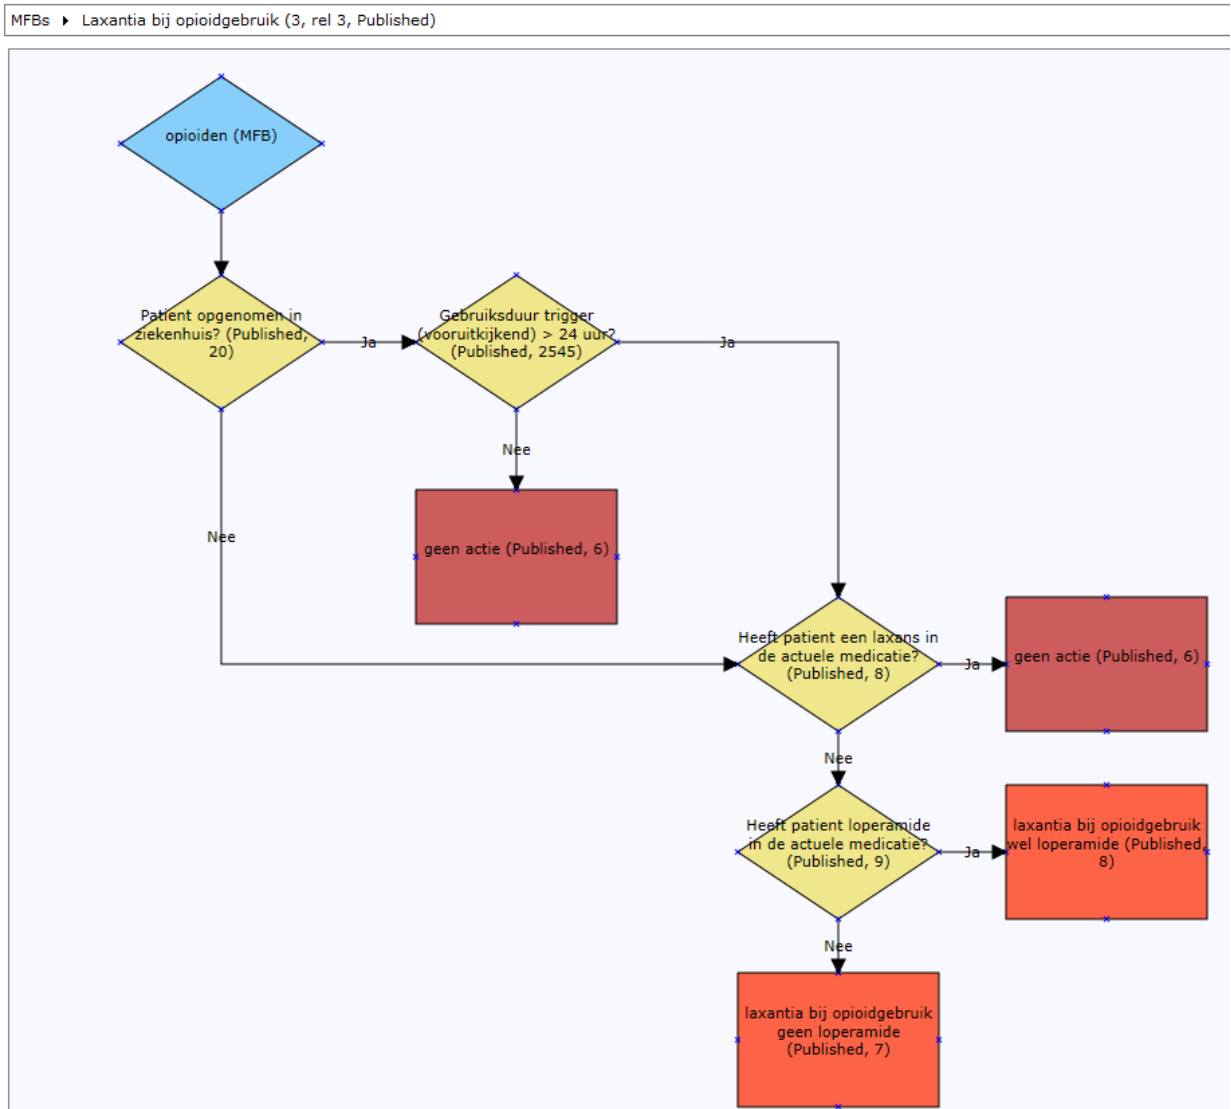 MFBs ▸ Laxantia bij opioidgebruik (3, rel 3, Published)
opioiden (MFB)
Patient opgenomen in
ziekenhuis? (Published,
20)
Ja
Gebruiksduur trigger
(vooruitkijkend) > 24 uur?
(Published, 2545)
Ja
Nee
Nee
geen actie (Published, 6)
Heeft patient een laxans in
de actuele medicatie?
(Published, 8)
Ja
geen actie (Published, 6)
Nee
Heeft patient loperamide
in de actuele medicatie?
(Published, 9)
Ja
laxantia bij opioidgebruik
wel loperamide (Published,
8)
Nee
laxantia bij opioidgebruik
geen loperamide
(Published, 7)